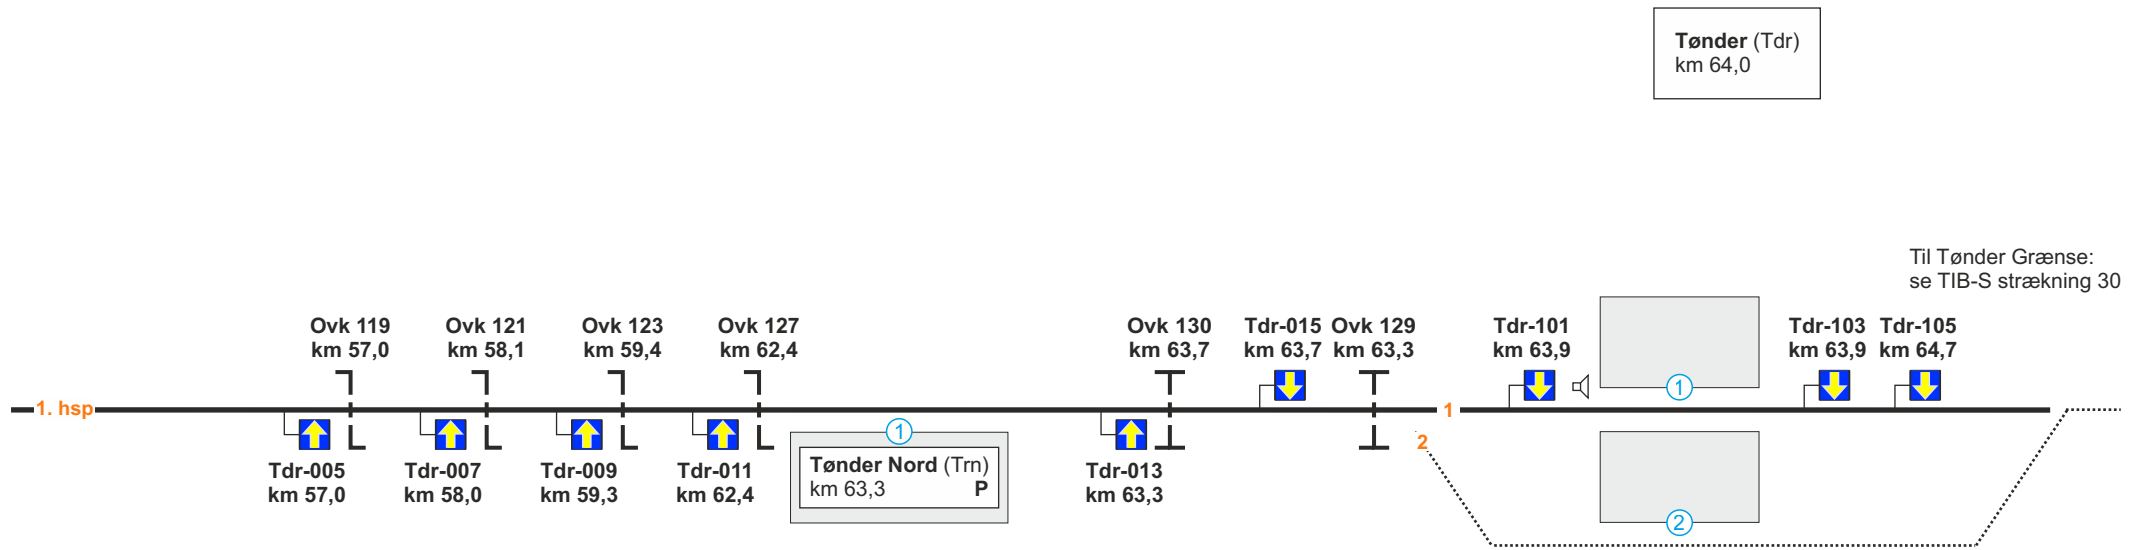 Tønder (Tdr)
km 64,0
Til Tønder Grænse:
se TIB-S strækning 30
Ovk 119
km 57,0
Ovk 121
km 58,1
Ovk 123
km 59,4
Ovk 127
km 62,4
Ovk 130
km 63,7
Tdr-015
km 63,7
Ovk 129
km 63,3
Tdr-101
km 63,9
Tdr-103
km 63,9
Tdr-105
km 64,7
1
1. hsp
1
1
2
Tdr-005
km 57,0
Tdr-007
km 58,0
Tdr-009
km 59,3
Tdr-011
km 62,4
Tønder Nord (Trn)
km 63,3 P
Tdr-013
km 63,3
2